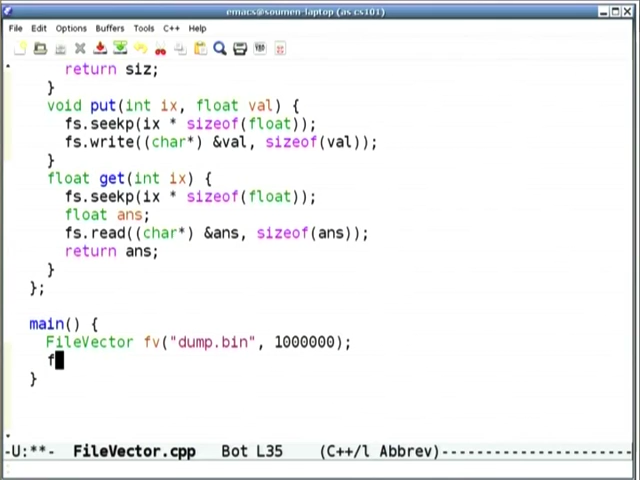 emacs@soumen-laptop (as cs101)
File Edit Options Buffers Tools C++ Help
return siz;
}
void put(int ix, float val) {
fs.seekp(ix * sizeof(float));
fs.write((char*) &val, sizeof(val));
}
float get(int ix) {
fs.seekp(ix * sizeof(float));
float ans;
fs.read((char*) &ans, sizeof(ans));
return ans;
}
};
main() {
FileVector fv("dump.bin", 1000000);
f
}
-U:**- FileVector.cpp Bot L35 (C++/l Abbrev)-----------------------